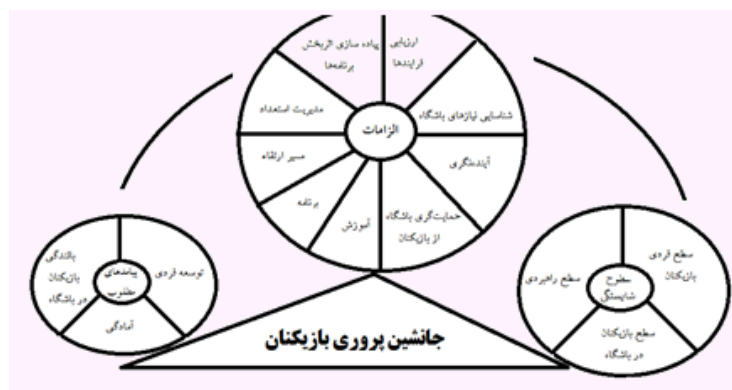 ارزیابی
فرایندها
پیاده سازی اثربخش
برنامه‌ها
شناسایی نیازهای باشگاه
مدیریت استعداد
الزامات
آینده‌نگری
مسیر ارتقاء
برنامه
آموزش
حمایت‌گری باشگاه
از بازیکنان
سطح فردی
بازیکنان
سطح راهبردی
سطوح
شایستگی
سطح بازیکنان
در باشگاه
توسعه فردی
بالندگی
بازیکنان
در باشگاه
پیامدهای
مطلوب
آمادگی
جانشین پروری بازیکنان